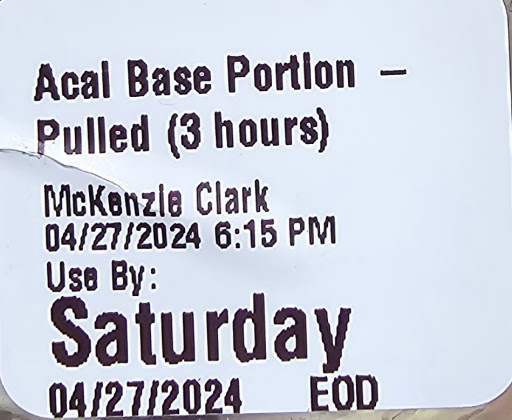 Acai Base Portion –
Pulled (3 hours)
McKenzie Clark
04/27/2024 6:15 PM
Use By:
Saturday
04/27/2024 EOD